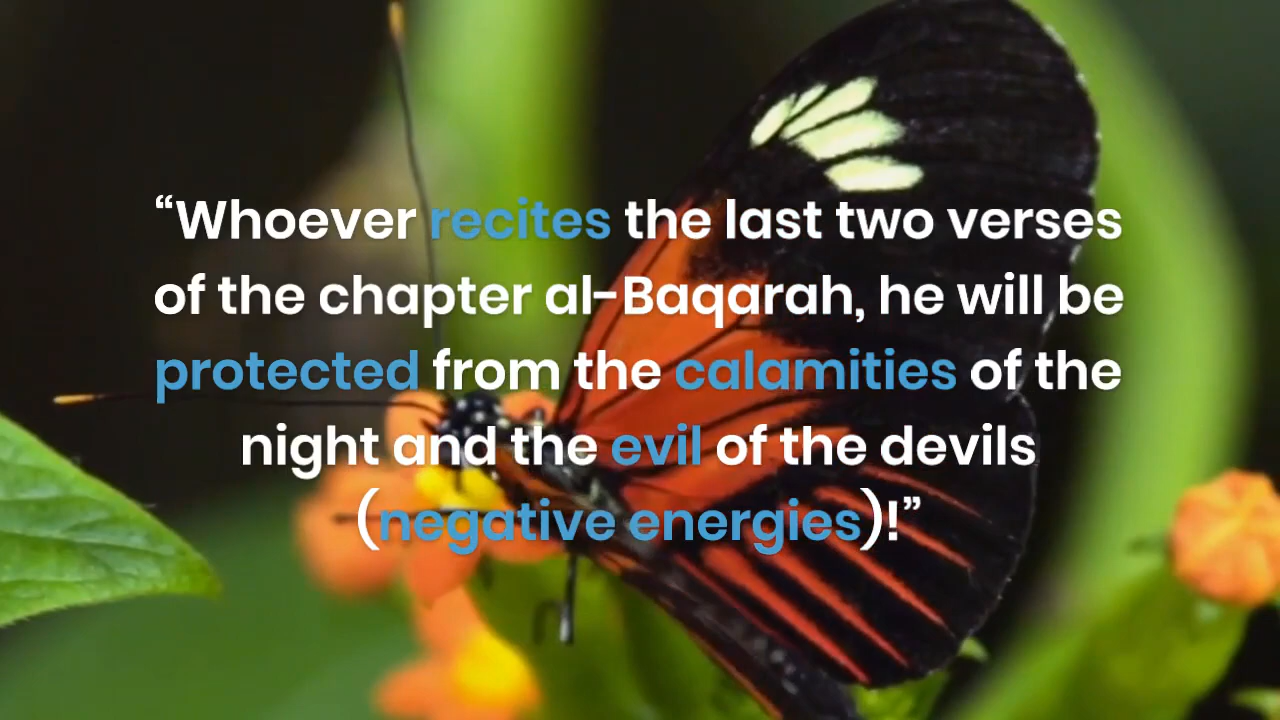 “Whoever recites the last two verses
of the chapter al-Baqarah, he will be
protected from the calamities of the
night and the evil of the devils
(negative energies)!”